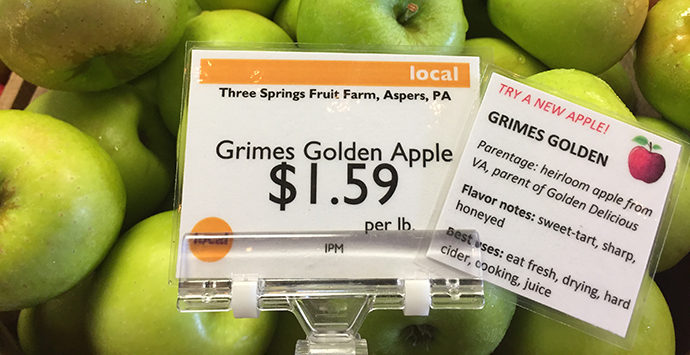 local
Three Springs Fruit Farm, Aspers, PA
Grimes Golden Apple
$1.59
per lb.
local
IPM
TRY A NEW APPLE!
GRIMES GOLDEN
Parentage: heirloom apple from
VA, parent of Golden Delicious
Flavor notes: sweet-tart, sharp,
honeyed
Best uses: eat fresh, drying, hard
cider, cooking, juice